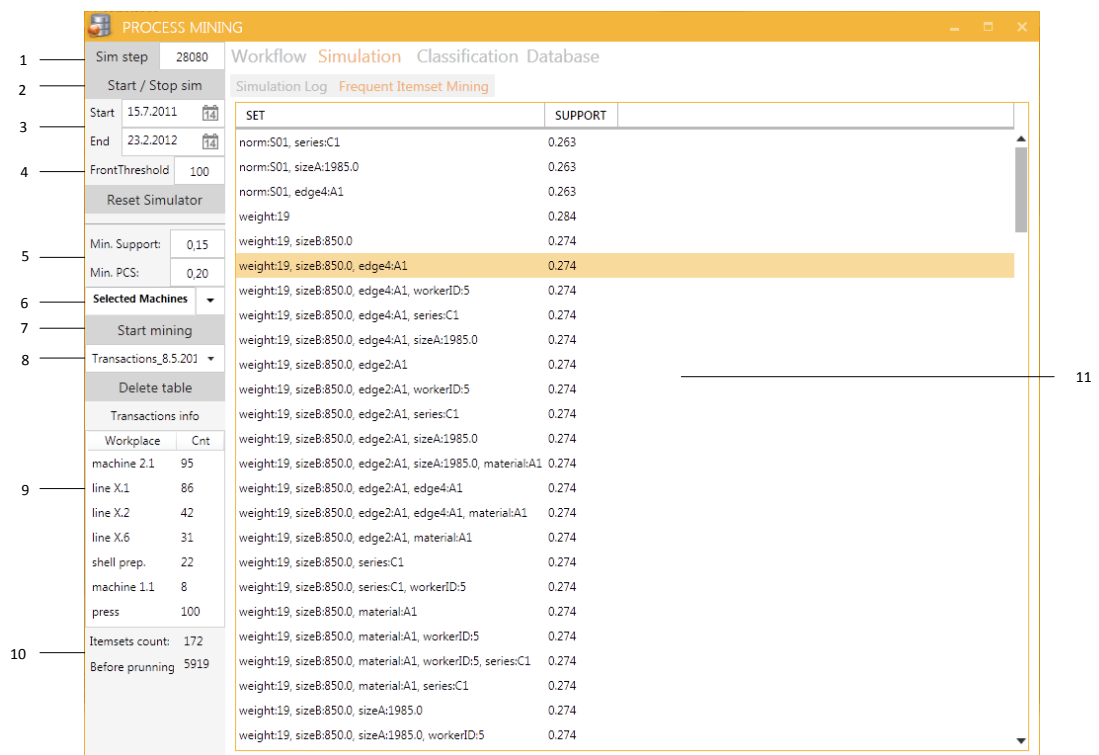 PROCESS MINING
1
Sim step 28080
2
Start / Stop sim
3
Start 15.7.2011 14
End 23.2.2012 14
4
FrontThreshold 100
Reset Simulator
5
Min. Support: 0,15
Min. PCS: 0,20
6
Selected Machines
7
Start mining
8
Transactions_8.5.201
Delete table
Transactions info
Workplace Cnt
9
machine 2.1 95
line X.1 86
line X.2 42
line X.6 31
shell prep. 22
machine 1.1 8
press 100
10
Itemsets count: 172
Before prunning 5919
Workflow Simulation Classification Database
Simulation Log Frequent Itemset Mining
SET SUPPORT
norm:S01, series:C1 0.263
norm:S01, sizeA:1985.0 0.263
norm:S01, edge4:A1 0.263
weight:19 0.284
weight:19, sizeB:850.0 0.274
weight:19, sizeB:850.0, edge4:A1 0.274
weight:19, sizeB:850.0, edge4:A1, workerID:5 0.274
weight:19, sizeB:850.0, edge4:A1, series:C1 0.274
weight:19, sizeB:850.0, edge4:A1, sizeA:1985.0 0.274
weight:19, sizeB:850.0, edge2:A1 0.274
weight:19, sizeB:850.0, edge2:A1, workerID:5 0.274
weight:19, sizeB:850.0, edge2:A1, series:C1 0.274
weight:19, sizeB:850.0, edge2:A1, sizeA:1985.0 0.274
weight:19, sizeB:850.0, edge2:A1, sizeA:1985.0, material:A1 0.274
weight:19, sizeB:850.0, edge2:A1, edge4:A1 0.274
weight:19, sizeB:850.0, edge2:A1, edge4:A1, material:A1 0.274
weight:19, sizeB:850.0, edge2:A1, material:A1 0.274
weight:19, sizeB:850.0, series:C1 0.274
weight:19, sizeB:850.0, series:C1, workerID:5 0.274
weight:19, sizeB:850.0, material:A1 0.274
weight:19, sizeB:850.0, material:A1, workerID:5 0.274
weight:19, sizeB:850.0, material:A1, workerID:5, series:C1 0.274
weight:19, sizeB:850.0, material:A1, series:C1 0.274
weight:19, sizeB:850.0, sizeA:1985.0 0.274
weight:19, sizeB:850.0, sizeA:1985.0, workerID:5 0.274
11